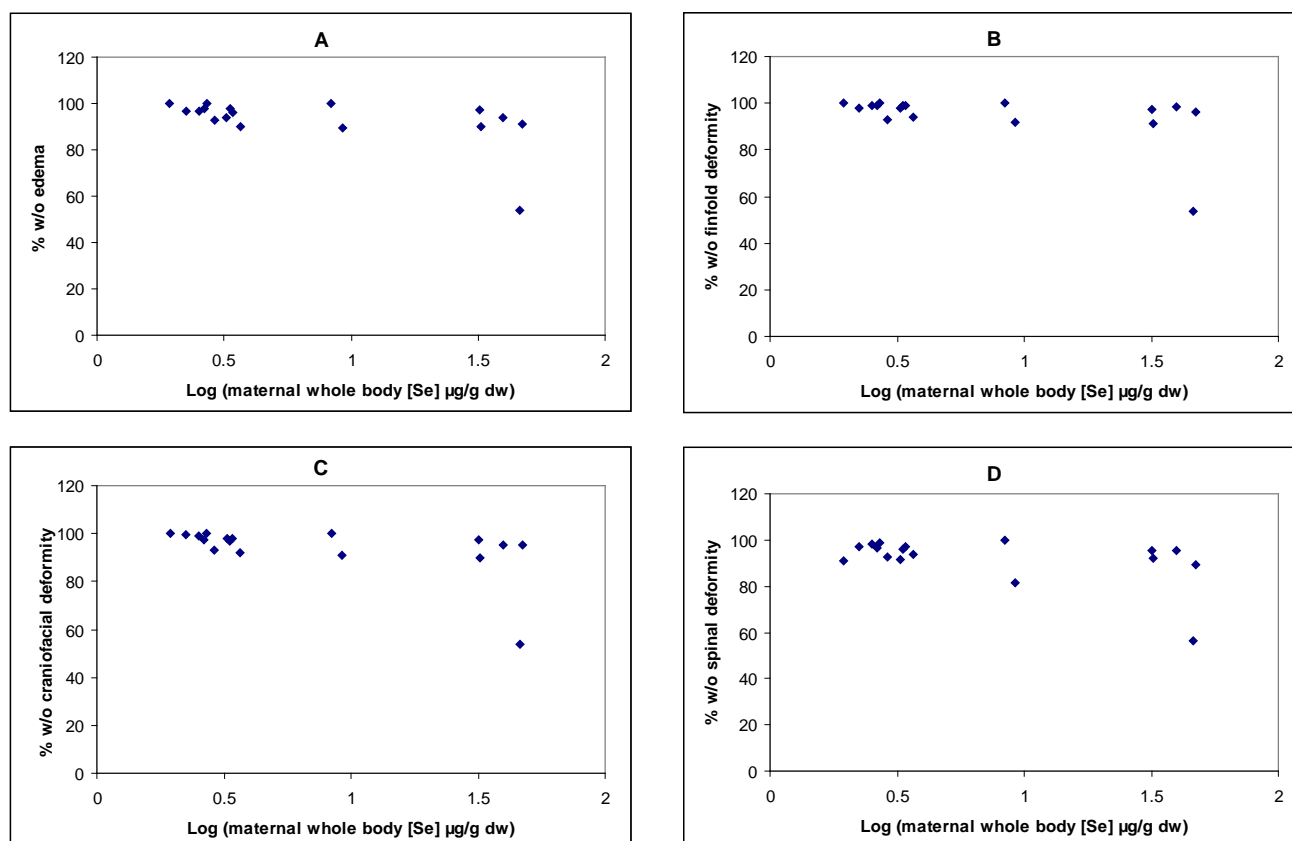 A
% w/o edema
120
100
80
60
40
20
0
0 0.5 1 1.5 2
Log (maternal whole body [Se] µg/g dw)
B
% w/o finfold deformity
120
100
80
60
40
20
0
0 0.5 1 1.5 2
Log (maternal whole body [Se] µg/g dw)
C
% w/o craniofacial deformity
120
100
80
60
40
20
0
0 0.5 1 1.5 2
Log (maternal whole body [Se] µg/g dw)
D
% w/o spinal deformity
120
100
80
60
40
20
0
0 0.5 1 1.5 2
Log (maternal whole body [Se] µg/g dw)